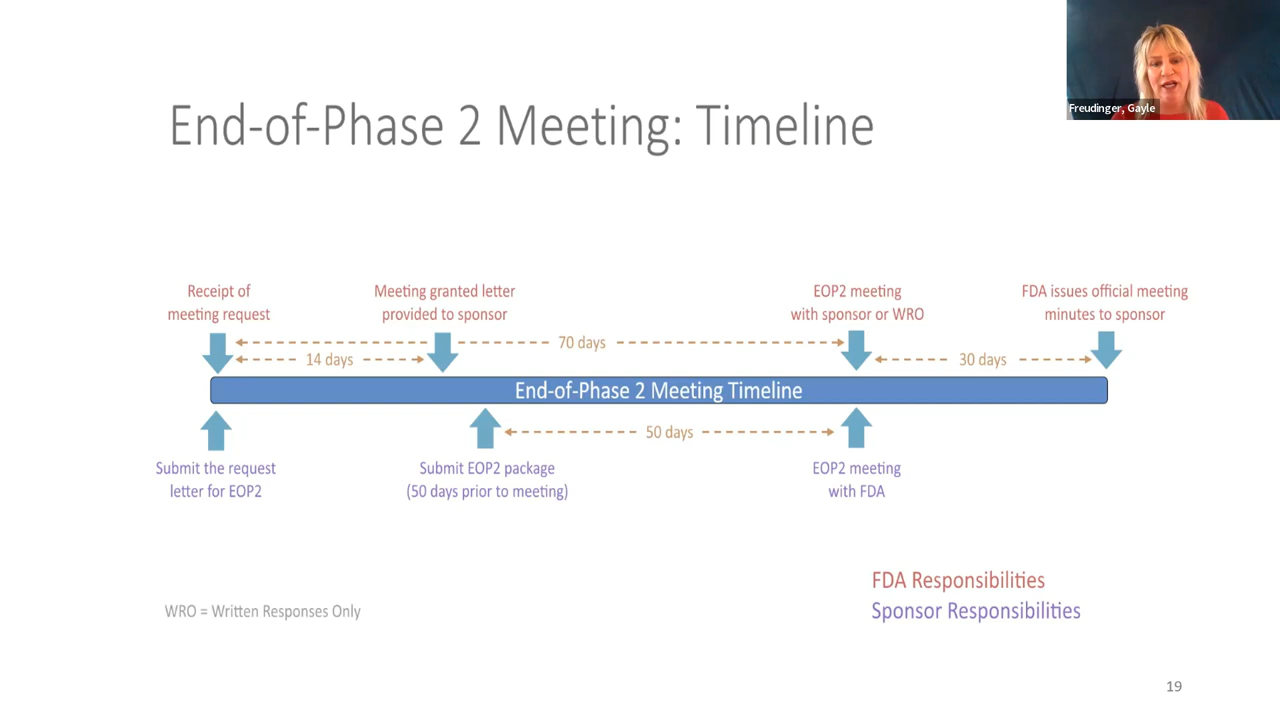 Freudinger, Gayle
End-of-Phase 2 Meeting: Timeline
Receipt of
meeting request
Meeting granted letter
provided to sponsor
EOP2 meeting
with sponsor or WRO
FDA issues official meeting
minutes to sponsor
70 days
14 days
30 days
End-of-Phase 2 Meeting Timeline
50 days
Submit the request
letter for EOP2
Submit EOP2 package
(50 days prior to meeting)
EOP2 meeting
with FDA
FDA Responsibilities
Sponsor Responsibilities
WRO = Written Responses Only
19